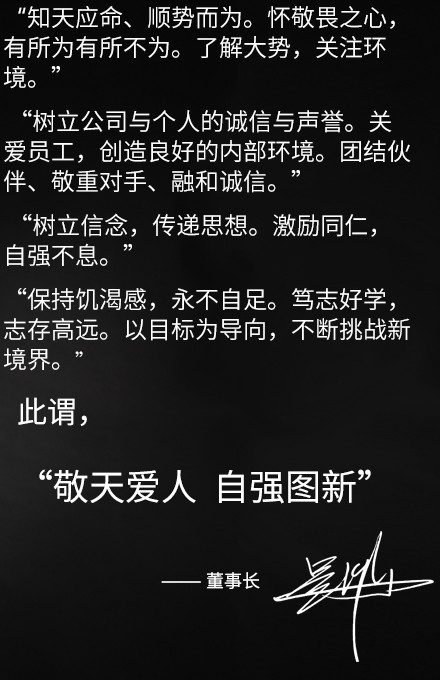 “知天应命、顺势而为。怀敬畏之心，
有所为有所不为。了解大势，关注环
境。”
“树立公司与个人的诚信与声誉。关
爱员工，创造良好的内部环境。团结伙
伴、敬重对手、融和诚信。”
“树立信念，传递思想。激励同仁，
自强不息。”
“保持饥渴感，永不自足。笃志好学，
志存高远。以目标为导向，不断挑战新
境界。”
此谓，
“敬天爱人 自强图新”
—— 董事长